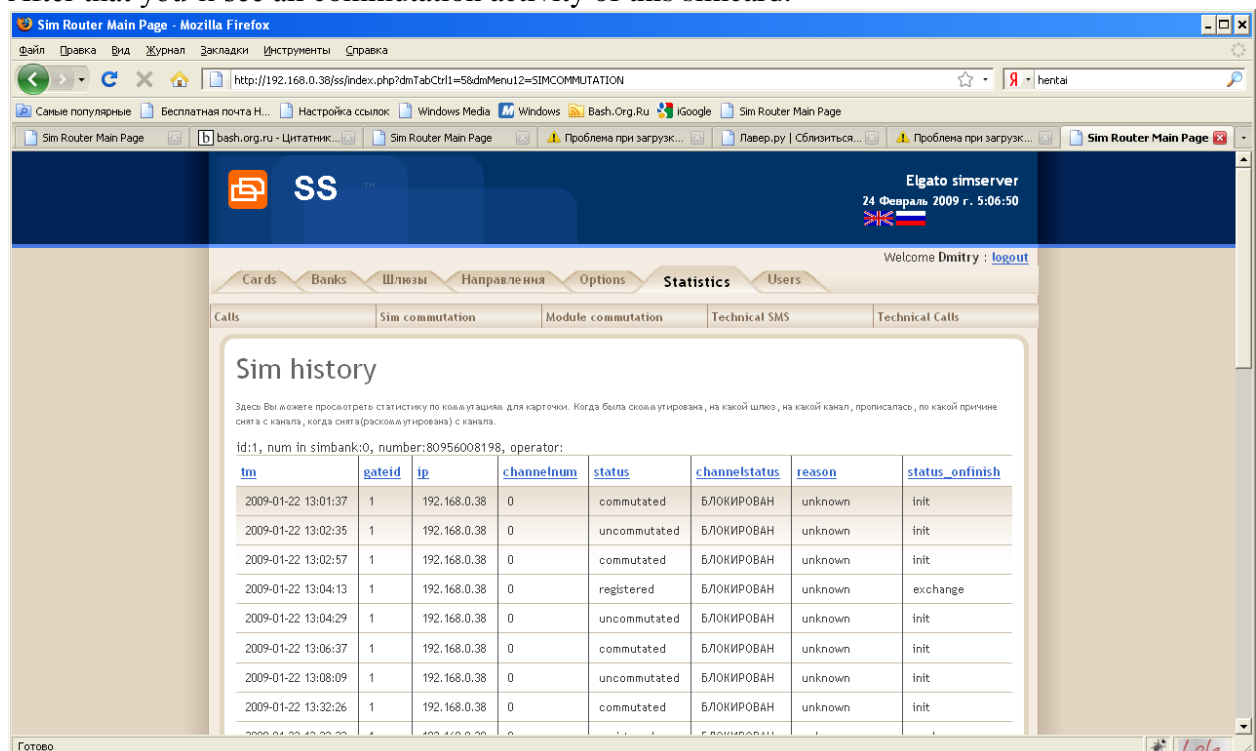 After that you'll see all commutation activity of this simcard.
Sim Router Main Page - Mozilla Firefox
Файл Правка Вид Журнал Закладки Инструменты Справка
http://192.168.0.38/ss/index.php?dmTabCtrl1=5&dmMenu12=SIMCOMMUTATION
hentai
Самые популярные Бесплатная почта H... Настройка ссылок Windows Media Windows Bash.Org.Ru iGoogle Sim Router Main Page
Sim Router Main Page bash.org.ru - Цитатник... Sim Router Main Page Проблема при загрузк... Лавер.ру | Сблизиться... Проблема при загрузк... Sim Router Main Page
SS TM
Elgato simserver
24 Февраль 2009 г. 5:06:50
Welcome Dmitry : logout
Cards Banks Шлюзы Направления Options Statistics Users
Calls Sim commutation Module commutation Technical SMS Technical Calls
Sim history
Здесь Вы можете просмотреть статистику по коммутациям для карточки. Когда была скоммутирована, на какой шлюз, на какой канал, прописалась, по какой причине
снята с канала, когда снята(раскоммутирована) с канала.
id:1, num in simbank:0, number:80956008198, operator:
tm gateid ip channelnum status channelstatus reason status_onfinish
2009-01-22 13:01:37 1 192.168.0.38 0 commutated БЛОКИРОВАН unknown init
2009-01-22 13:02:35 1 192.168.0.38 0 uncommutated БЛОКИРОВАН unknown init
2009-01-22 13:02:57 1 192.168.0.38 0 commutated БЛОКИРОВАН unknown init
2009-01-22 13:04:13 1 192.168.0.38 0 registered БЛОКИРОВАН unknown exchange
2009-01-22 13:04:29 1 192.168.0.38 0 uncommutated БЛОКИРОВАН unknown init
2009-01-22 13:06:37 1 192.168.0.38 0 commutated БЛОКИРОВАН unknown init
2009-01-22 13:08:09 1 192.168.0.38 0 uncommutated БЛОКИРОВАН unknown init
2009-01-22 13:32:26 1 192.168.0.38 0 commutated БЛОКИРОВАН unknown init
Готово